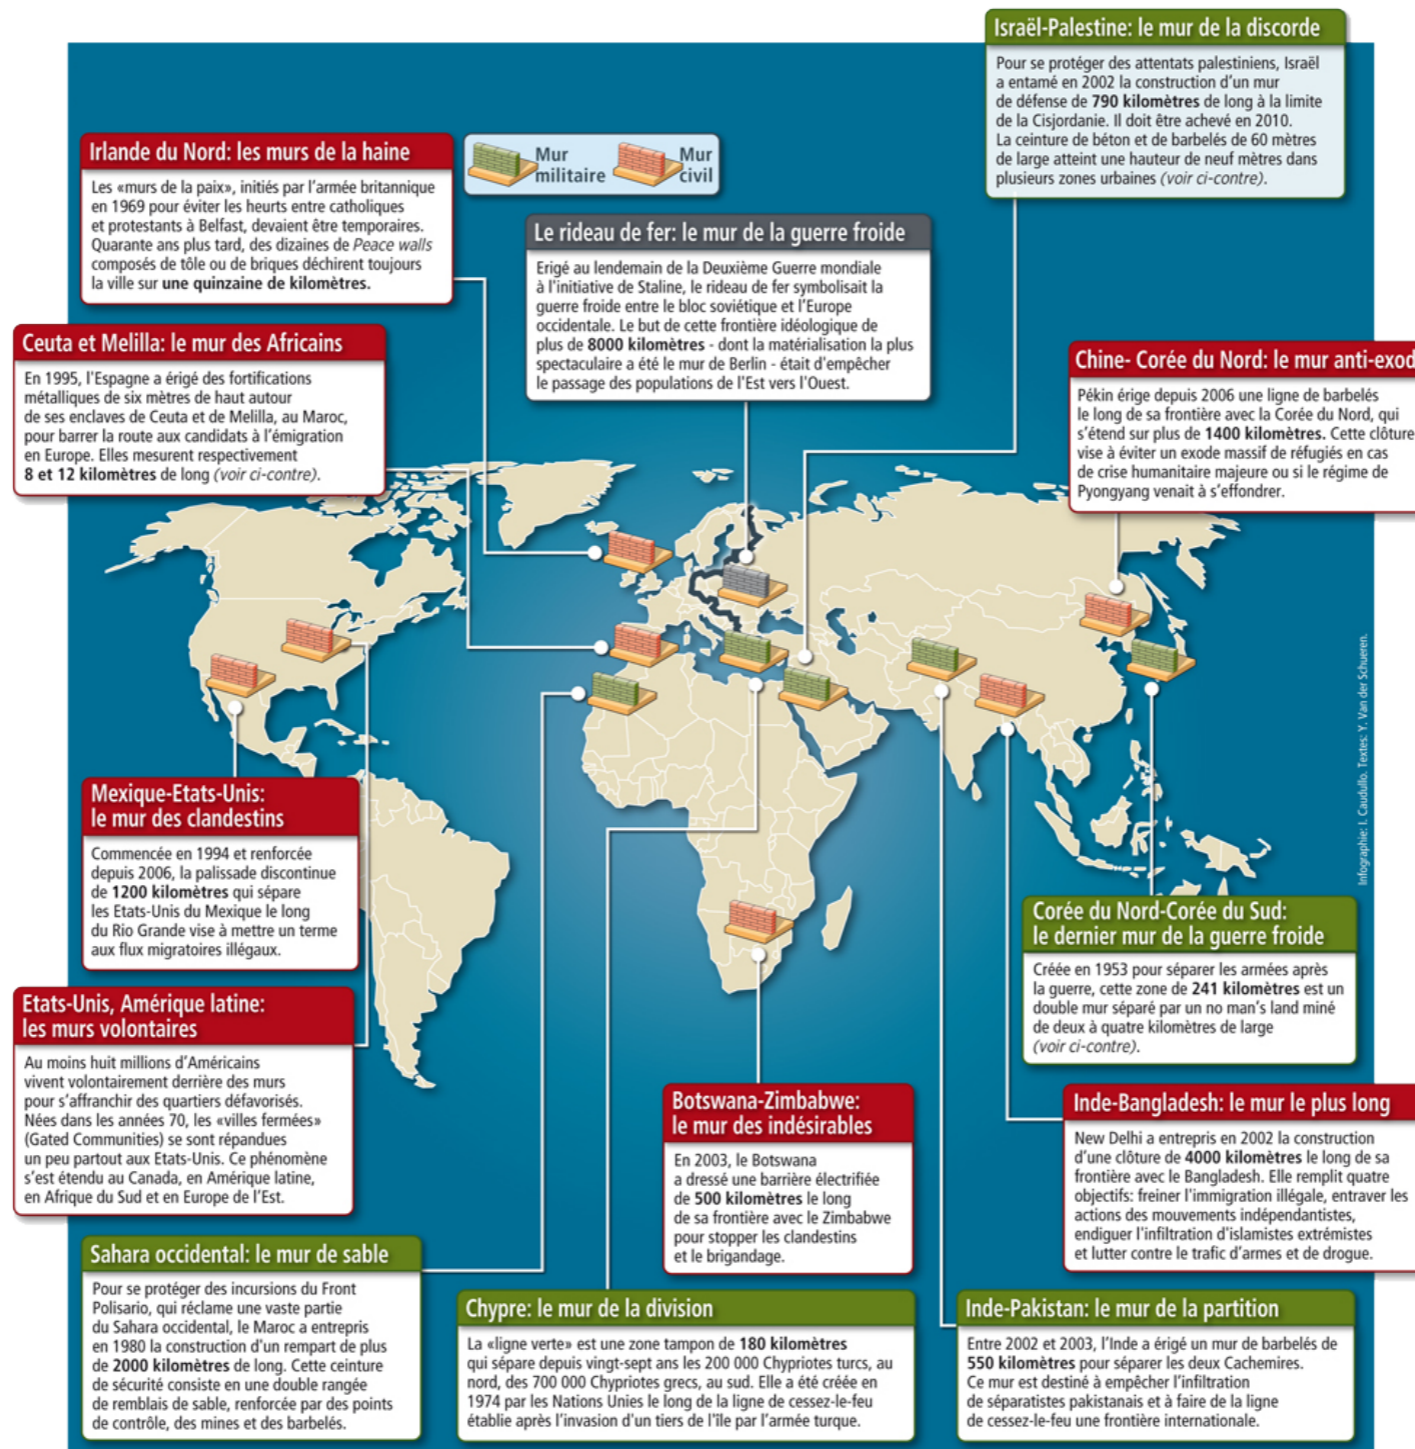 Israël-Palestine: le mur de la discorde
Pour se protéger des attentats palestiniens, Israël
a entamé en 2002 la construction d'un mur
de défense de 790 kilomètres de long à la limite
de la Cisjordanie. Il doit être achevé en 2010.
La ceinture de béton et de barbelés de 60 mètres
de large atteint une hauteur de neuf mètres dans
plusieurs zones urbaines (voir ci-contre).
Irlande du Nord: les murs de la haine
Les «murs de la paix», initiés par l'armée britannique
en 1969 pour éviter les heurts entre catholiques
et protestants à Belfast, devaient être temporaires.
Quarante ans plus tard, des dizaines de Peace walls
composés de tôle ou de briques déchirent toujours
la ville sur une quinzaine de kilomètres.
Mur
militaire
Mur
civil
Le rideau de fer: le mur de la guerre froide
Erigé au lendemain de la Deuxième Guerre mondiale
à l'initiative de Staline, le rideau de fer symbolisait la
guerre froide entre le bloc soviétique et l'Europe
occidentale. Le but de cette frontière idéologique de
plus de 8000 kilomètres - dont la matérialisation la plus
spectaculaire a été le mur de Berlin - était d'empêcher
le passage des populations de l'Est vers l'Ouest.
Ceuta et Melilla: le mur des Africains
En 1995, l'Espagne a érigé des fortifications
métalliques de six mètres de haut autour
de ses enclaves de Ceuta et de Melilla, au Maroc,
pour barrer la route aux candidats à l'émigration
en Europe. Elles mesurent respectivement
8 et 12 kilomètres de long (voir ci-contre).
Chine- Corée du Nord: le mur anti-exod
Pékin érige depuis 2006 une ligne de barbelés
le long de sa frontière avec la Corée du Nord, qui
s'étend sur plus de 1400 kilomètres. Cette clôture
vise à éviter un exode massif de réfugiés en cas
de crise humanitaire majeure ou si le régime de
Pyongyang venait à s'effondrer.
Infographie: I. Caudullo. Textes: Y. Van der Schueren.
Mexique-Etats-Unis:
le mur des clandestins
Commencée en 1994 et renforcée
depuis 2006, la palissade discontinue
de 1200 kilomètres qui sépare
les Etats-Unis du Mexique le long
du Rio Grande vise à mettre un terme
aux flux migratoires illégaux.
Corée du Nord-Corée du Sud:
le dernier mur de la guerre froide
Créée en 1953 pour séparer les armées après
la guerre, cette zone de 241 kilomètres est un
double mur séparé par un no man's land miné
de deux à quatre kilomètres de large
(voir ci-contre).
Etats-Unis, Amérique latine:
les murs volontaires
Au moins huit millions d'Américains
vivent volontairement derrière des murs
pour s'affranchir des quartiers défavorisés.
Nées dans les années 70, les «villes fermées»
(Gated Communities) se sont répandues
un peu partout aux Etats-Unis. Ce phénomène
s'est étendu au Canada, en Amérique latine,
en Afrique du Sud et en Europe de l'Est.
Botswana-Zimbabwe:
le mur des indésirables
En 2003, le Botswana
a dressé une barrière électrifiée
de 500 kilomètres le long
de sa frontière avec le Zimbabwe
pour stopper les clandestins
et le brigandage.
Inde-Bangladesh: le mur le plus long
New Delhi a entrepris en 2002 la construction
d'une clôture de 4000 kilomètres le long de sa
frontière avec le Bangladesh. Elle remplit quatre
objectifs: freiner l'immigration illégale, entraver les
actions des mouvements indépendantistes,
endiguer l'infiltration d'islamistes extrémistes
et lutter contre le trafic d'armes et de drogue.
Sahara occidental: le mur de sable
Pour se protéger des incursions du Front
Polisario, qui réclame une vaste partie
du Sahara occidental, le Maroc a entrepris
en 1980 la construction d'un rempart de plus
de 2000 kilomètres de long. Cette ceinture
de sécurité consiste en une double rangée
de remblais de sable, renforcée par des points
de contrôle, des mines et des barbelés.
Chypre: le mur de la division
La «ligne verte» est une zone tampon de 180 kilomètres
qui sépare depuis vingt-sept ans les 200 000 Chypriotes turcs, au
nord, des 700 000 Chypriotes grecs, au sud. Elle a été créée en
1974 par les Nations Unies le long de la ligne de cessez-le-feu
établie après l'invasion d'un tiers de l'île par l'armée turque.
Inde-Pakistan: le mur de la partition
Entre 2002 et 2003, l'Inde a érigé un mur de barbelés de
550 kilomètres pour séparer les deux Cachemires.
Ce mur est destiné à empêcher l'infiltration
de séparatistes pakistanais et à faire de la ligne
de cessez-le-feu une frontière internationale.